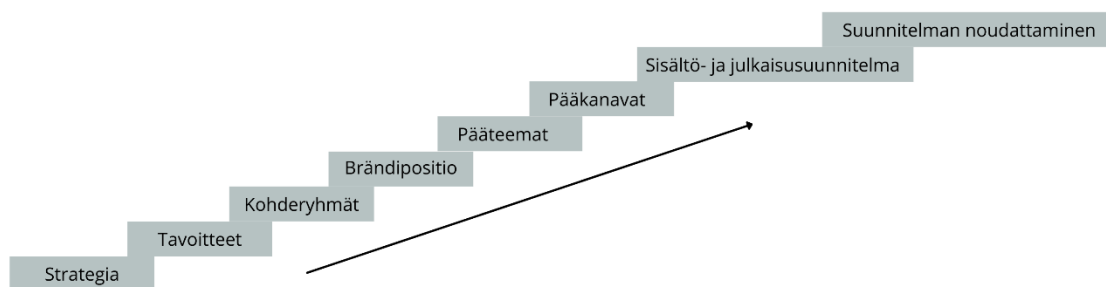 Suunnitelman noudattaminen
Sisältö- ja julkaisusuunnitelma
Pääkanavat
Pääteemat
Brändipositio
Kohderyhmät
Tavoitteet
Strategia